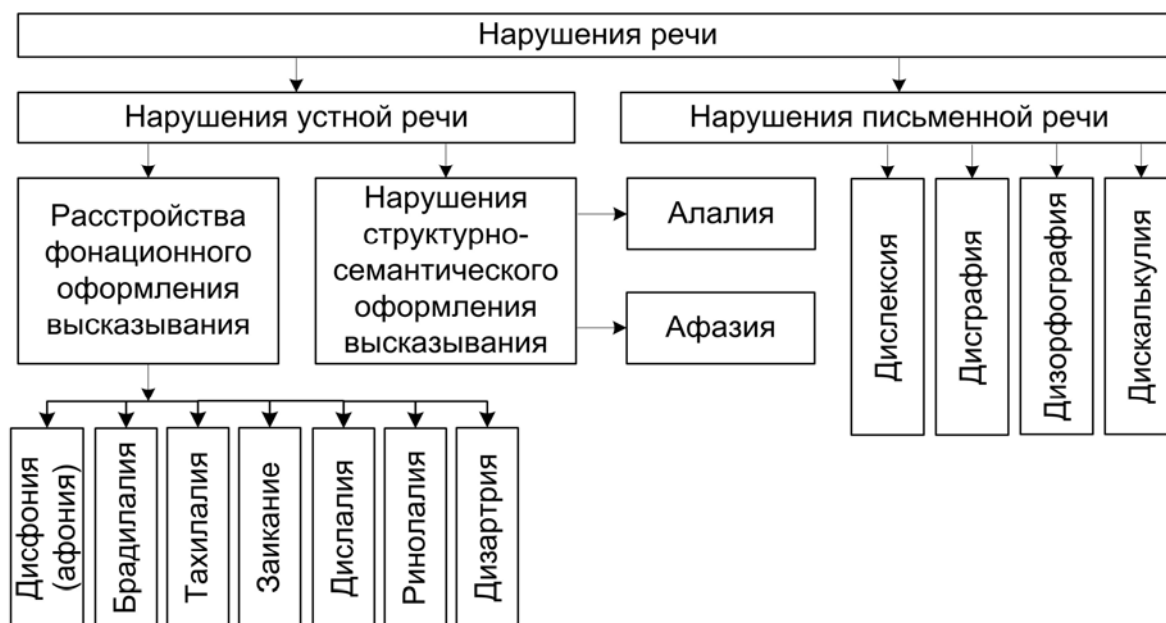 Нарушения речи
Нарушения устной речи
Нарушения письменной речи
Расстройства
фонационного
оформления
высказывания
Нарушения
структурно-
семантического
оформления
высказывания
Алалия
Афазия
Дислексия
Дисграфия
Дизорфография
Дискалькулия
Дисфония
(афония)
Брадилалия
Тахилалия
Заикание
Дислалия
Ринолалия
Дизартрия